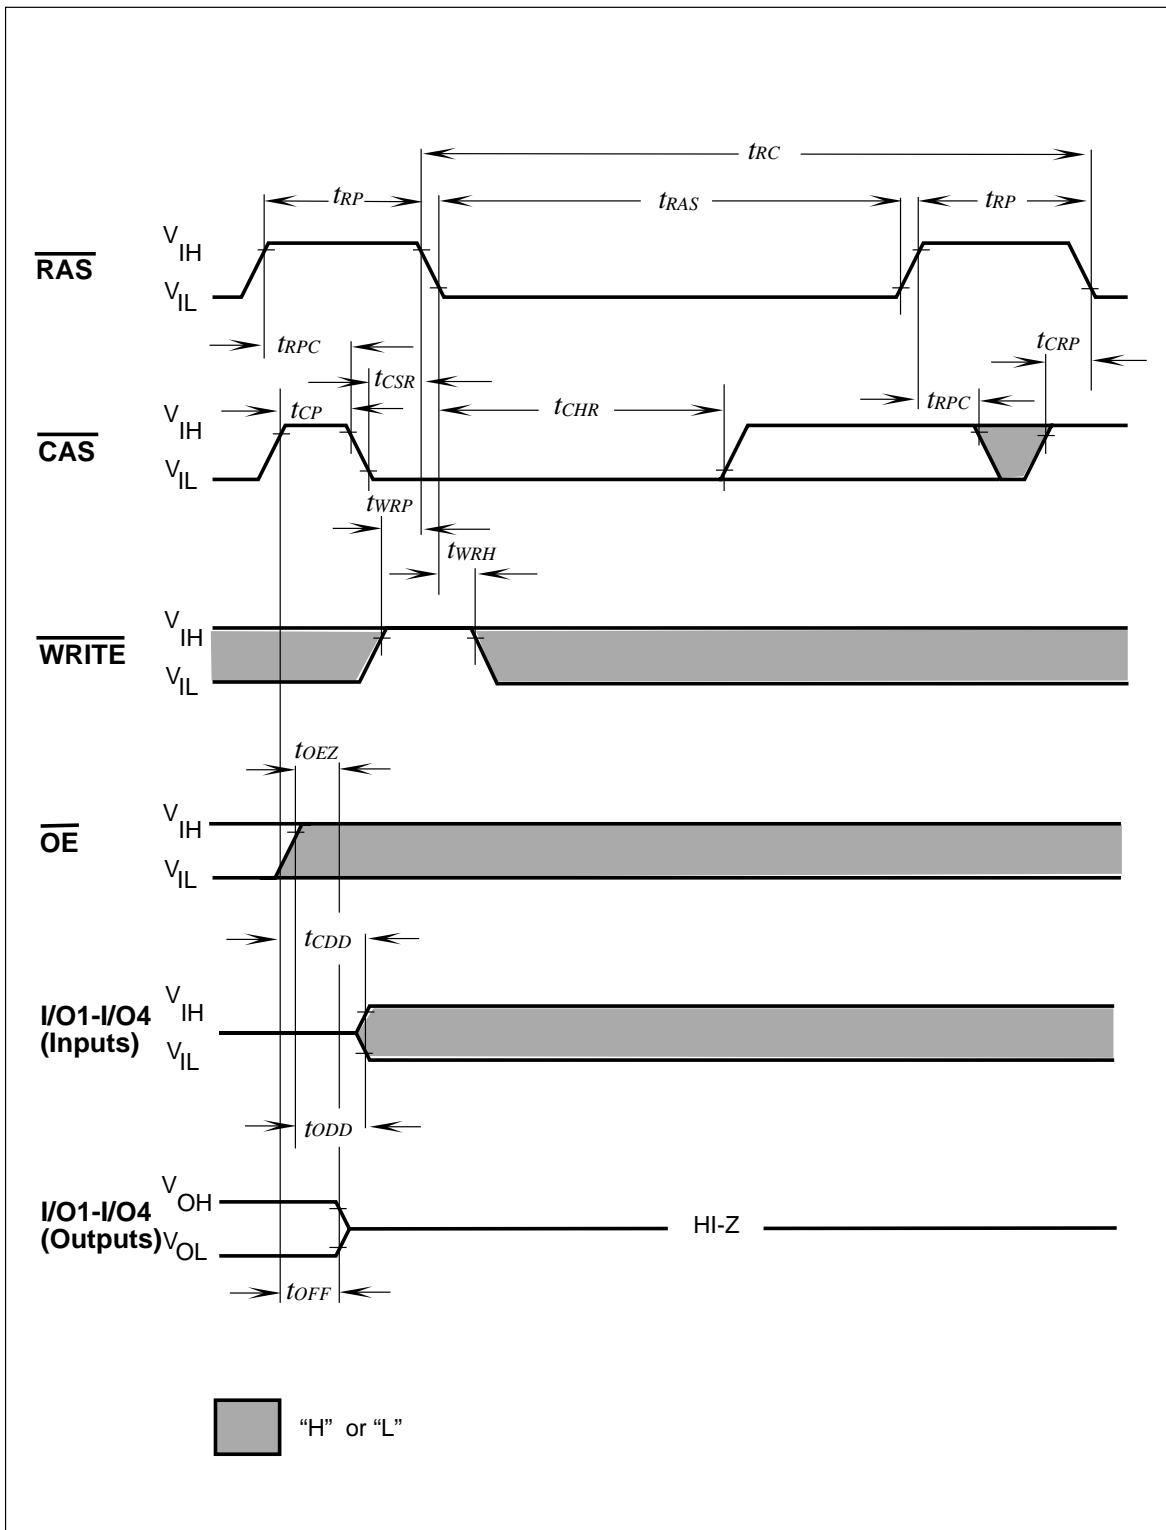 tRC
tRP
tRAS
tRP
RAS
VIH
VIL
tRPC
tCSR
tCRP
tCP
tCHR
tRPC
CAS
VIH
VIL
tWRP
tWRH
WRITE
VIH
VIL
tOEZ
OE
VIH
VIL
tCDD
I/O1-I/O4
(Inputs)
VIH
VIL
tODD
I/O1-I/O4
(Outputs)
VOH
VOL
HI-Z
tOFF
“H” or “L”